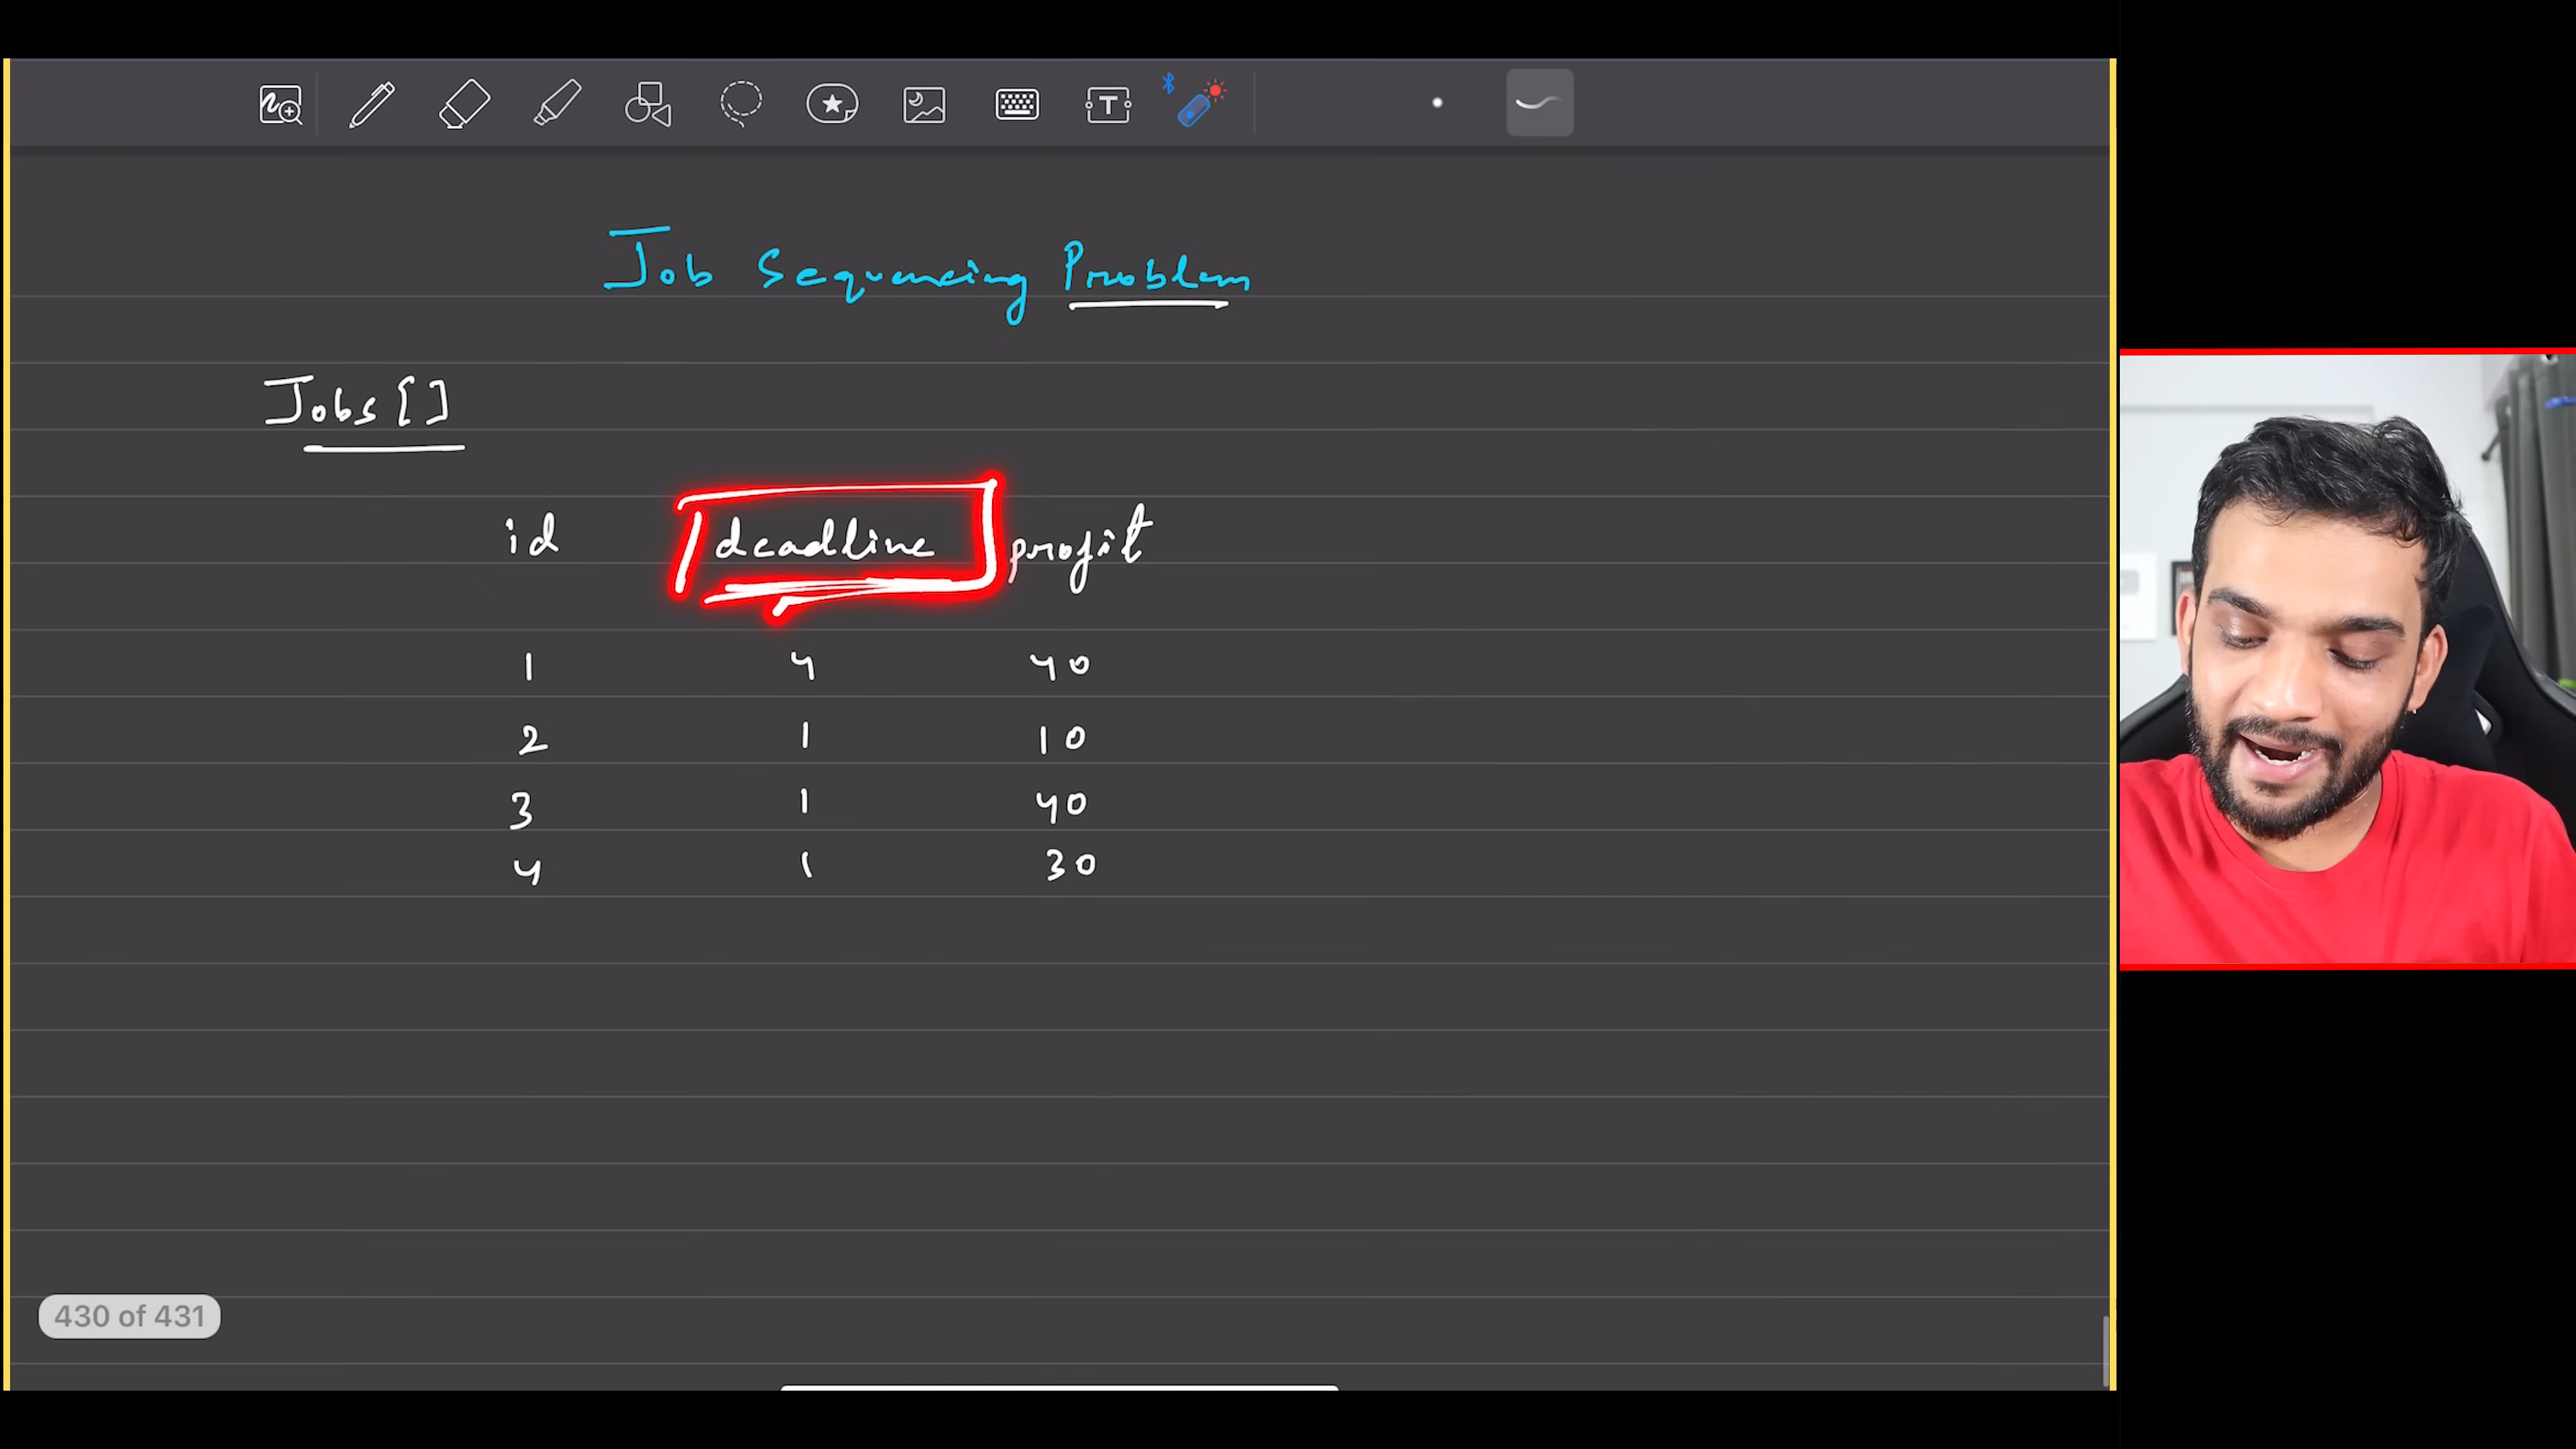 Job Sequencing Problem
Jobs[]
id deadline profit
1 4 40
2 1 10
3 1 40
4 1 30
430 of 431